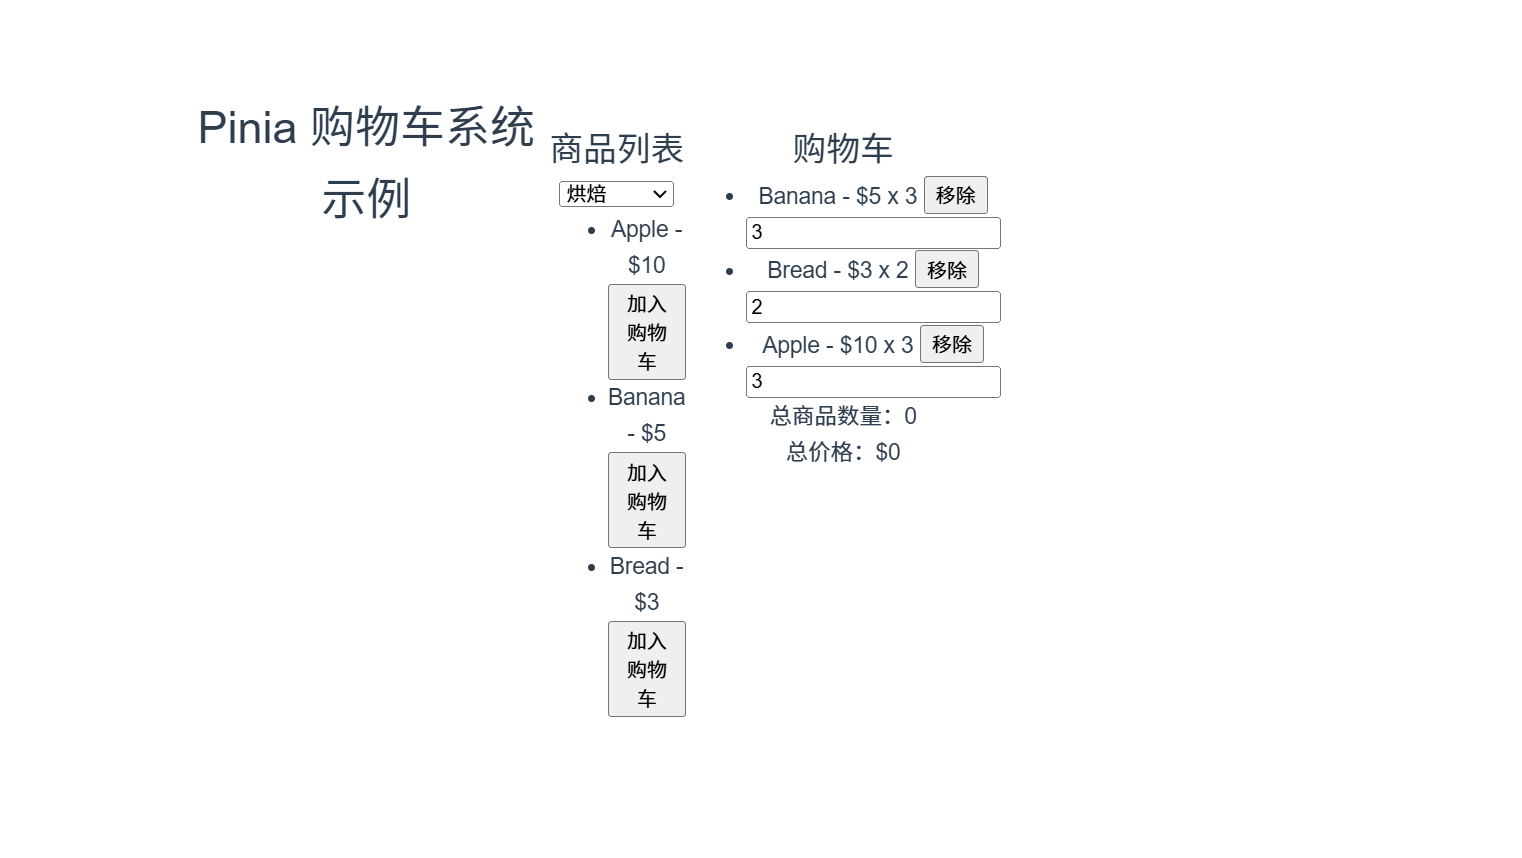 Pinia 购物车系统
示例
商品列表
烘焙
Apple -
$10
加入
购物
车
Banana
- $5
加入
购物
车
Bread -
$3
加入
购物
车
购物车
Banana - $5 x 3 移除
3
Bread - $3 x 2 移除
2
Apple - $10 x 3 移除
3
总商品数量：0
总价格：$0